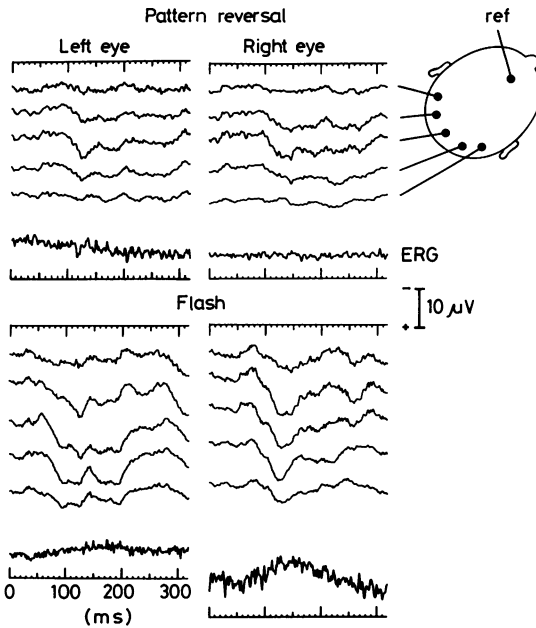 Pattern reversal
ref
Left eye Right eye
ERG
Flash
−
10 µV
+
0 100 200 300
(ms)